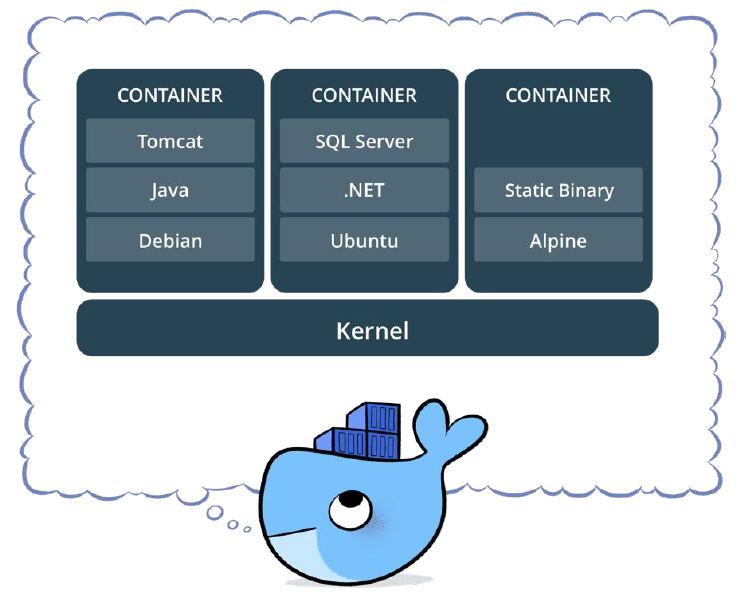 CONTAINER
Tomcat
Java
Debian
CONTAINER
SQL Server
.NET
Ubuntu
CONTAINER
Static Binary
Alpine
Kernel